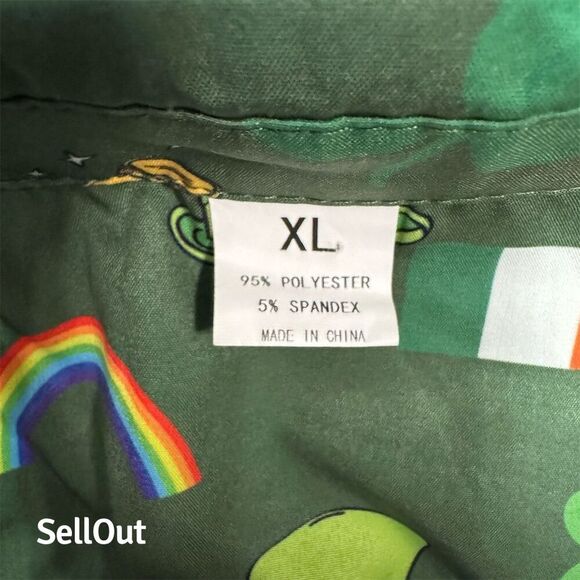 XL
95% POLYESTER
5% SPANDEX
MADE IN CHINA
SellOut